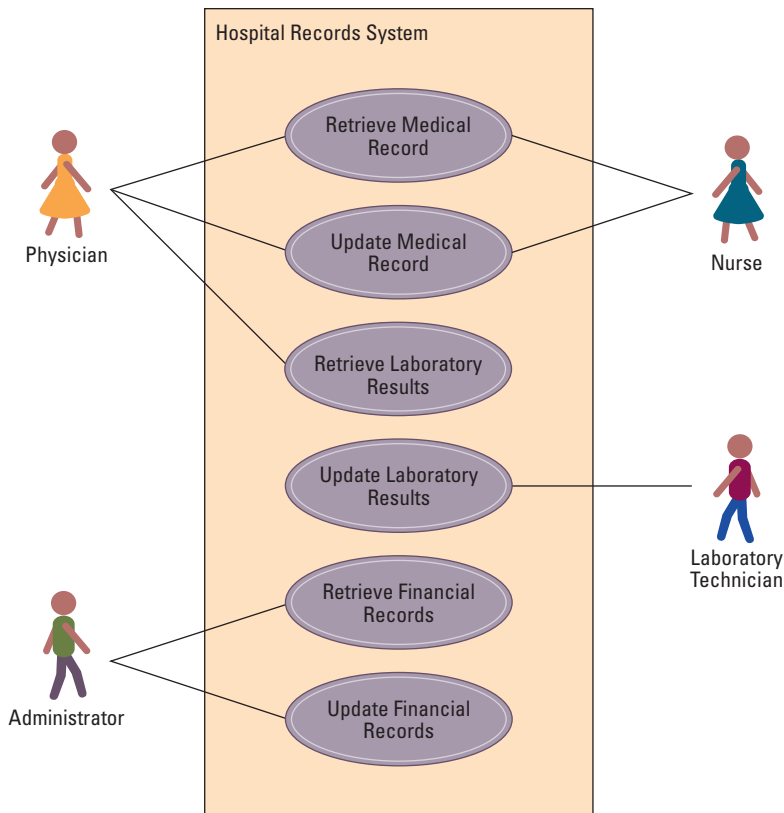 Hospital Records System
Retrieve Medical
Record
Physician
Update Medical
Record
Nurse
Retrieve Laboratory
Results
Update Laboratory
Results
Laboratory
Technician
Retrieve Financial
Records
Administrator
Update Financial
Records